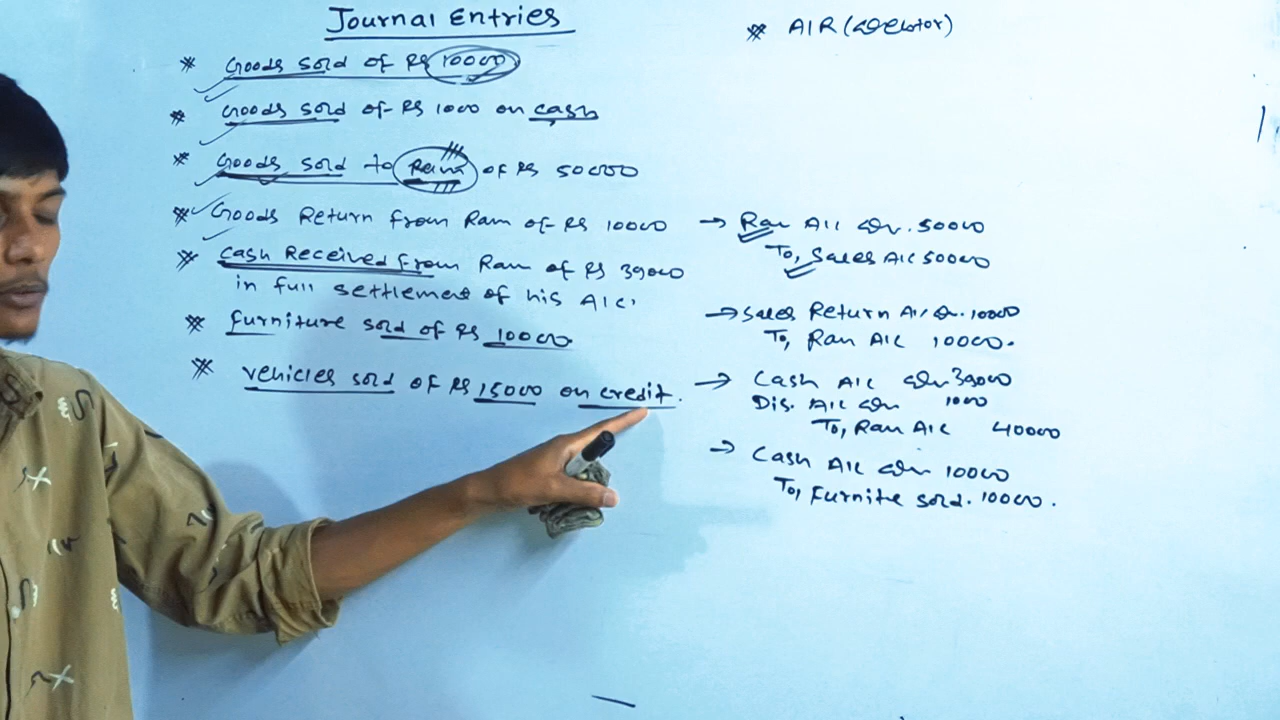 Journal Entries
* A/R (debtor)
* Goods sold of Rs 10000
* Goods sold of Rs 1000 on cash
* Goods sold to Ram of Rs 50000
* Goods Return from Ram of Rs 10000
* Cash Received from Ram of Rs 39000
in full settlement of his A/c.
* Furniture sold of Rs 10000.
* Vehicles sold of Rs 15000 on credit.
→ Ram A/c dr. 50000
To, Sales A/c 50000
→ Sales Return A/c dr. 10000
To, Ram A/c 10000.
→ Cash A/c dr 39000
Dis. A/c dr 1000
To, Ram A/c 40000
→ Cash A/c dr 10000
To, Furnite sold. 10000.